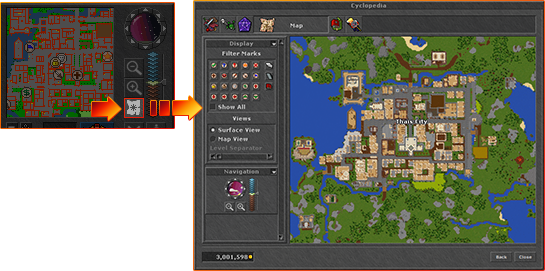 Cyclopedia
Map
Display
Filter Marks
Show All
Views
Surface View
Map View
Level Separator
Navigation
Thais City
3,001,598
Back
Close